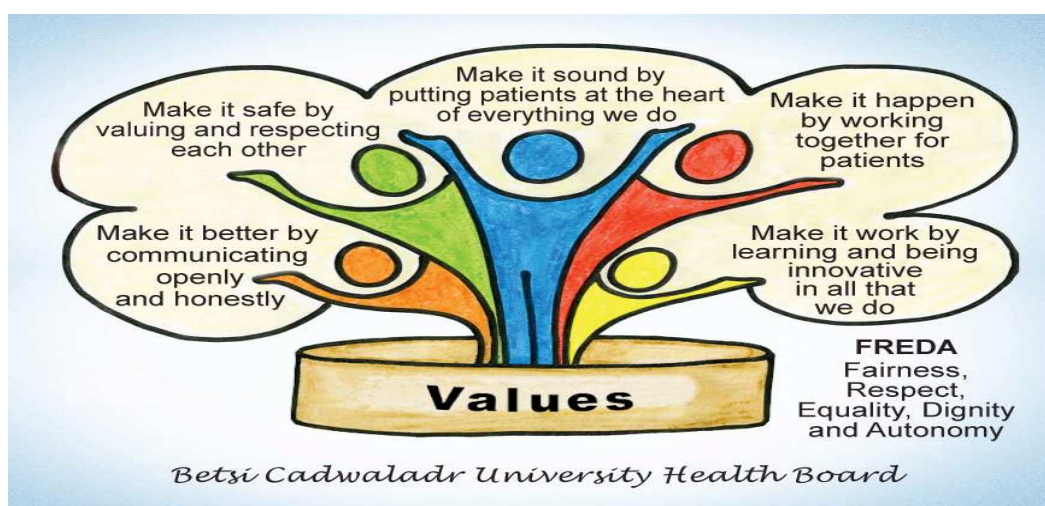 Make it safe by
valuing and respecting
each other
Make it sound by
putting patients at the heart
of everything we do
Make it happen
by working
together for
patients
Make it better by
communicating
openly
and honestly
Make it work by
learning and being
innovative
in all that
we do
Values
FREDA
Fairness,
Respect,
Equality, Dignity
and Autonomy
Betsi Cadwaladr University Health Board